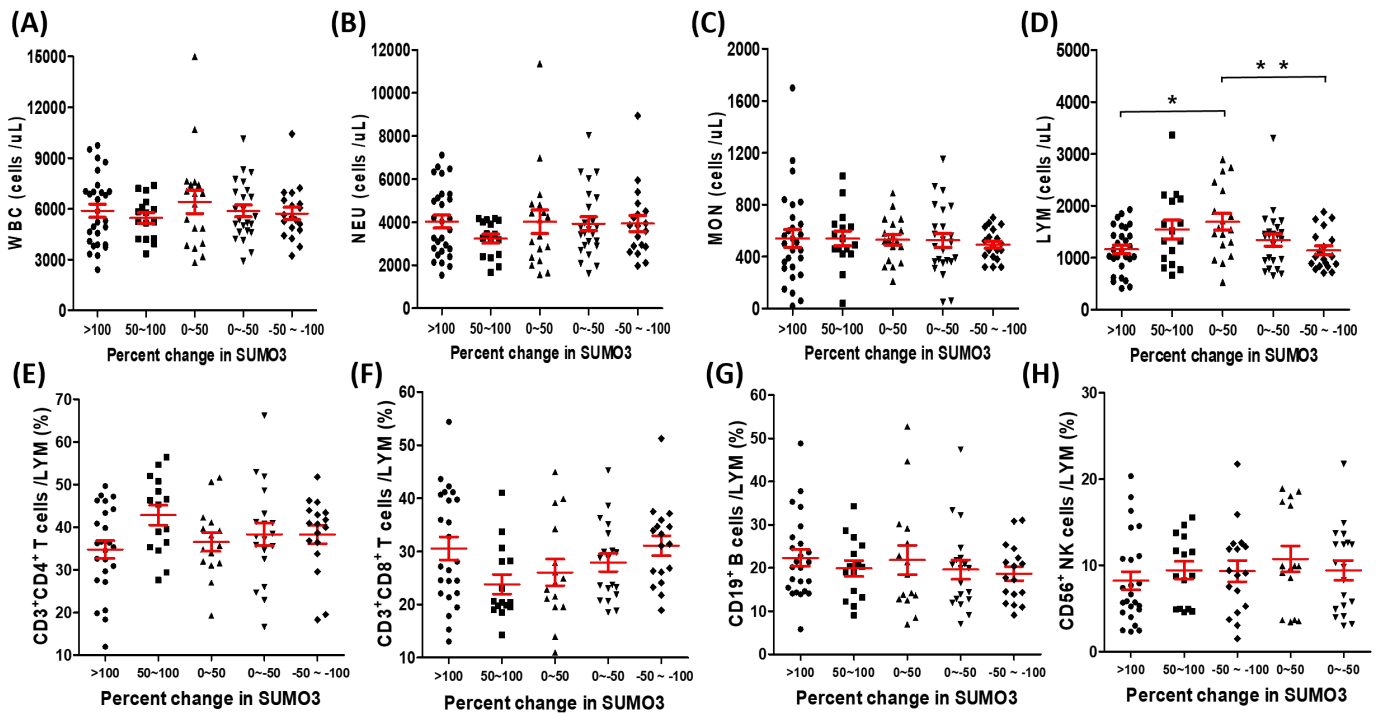 (A)
WBC (cells /uL)
15000
12000
9000
6000
3000
0
>100 50~100 0~50 0~-50 -50 ~ -100
Percent change in SUMO3
(B)
NEU (cells /uL)
12000
10000
8000
6000
4000
2000
0
>100 50~100 0~50 0~-50 -50 ~ -100
Percent change in SUMO3
(C)
MON (cells /uL)
2000
1600
1200
800
400
0
>100 50~100 0~50 0~-50 -50 ~ -100
Percent change in SUMO3
(D)
LYM (cells /uL)
5000
4000
3000
2000
1000
0
*
* *
>100 50~100 0~50 0~-50 -50 ~ -100
Percent change in SUMO3
(E)
CD3+CD4+ T cells /LYM (%)
70
60
50
40
30
20
10
>100 50~100 0~50 0~-50 -50 ~ -100
Percent change in SUMO3
(F)
CD3+CD8+ T cells /LYM (%)
60
50
40
30
20
10
>100 50~100 0~50 0~-50 -50 ~ -100
Percent change in SUMO3
(G)
CD19+ B cells /LYM (%)
60
50
40
30
20
10
0
>100 50~100 0~50 0~-50 -50 ~ -100
Percent change in SUMO3
(H)
CD56+ NK cells /LYM (%)
30
20
10
0
>100 50~100 -50 ~ -100 0~50 0~-50
Percent change in SUMO3